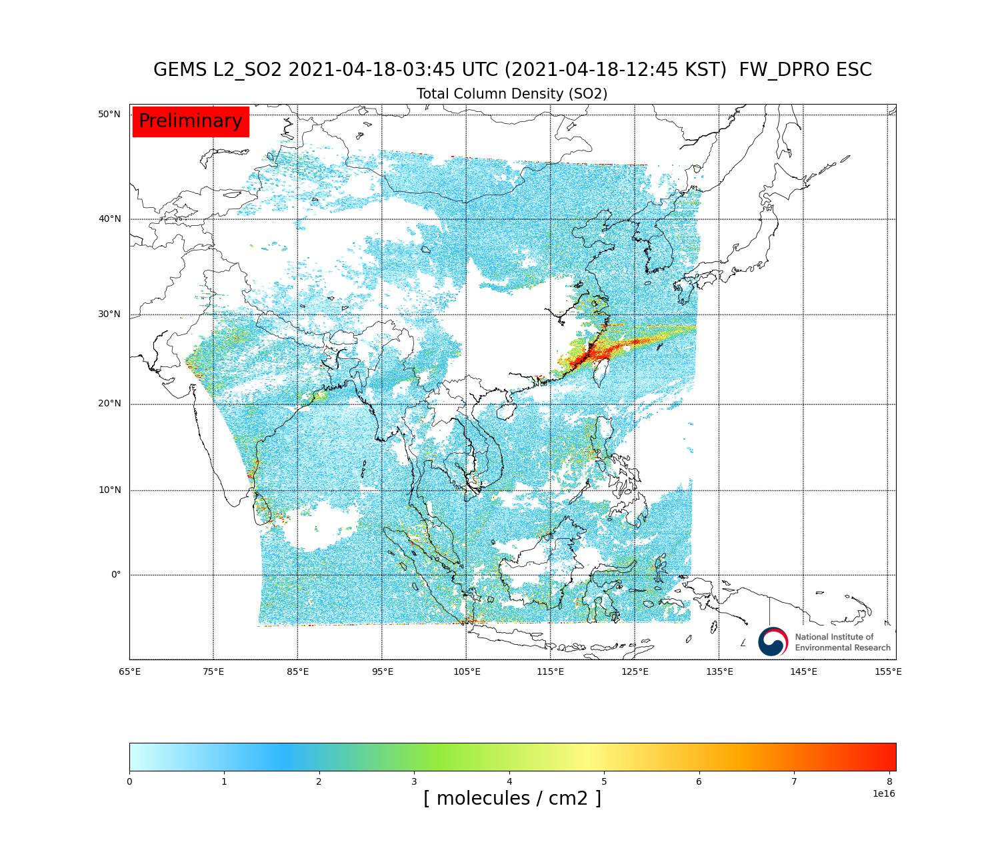 GEMS L2_SO2 2021-04-18-03:45 UTC (2021-04-18-12:45 KST)  FW_DPRO ESC
Total Column Density (SO2)
Preliminary
50°N
40°N
30°N
20°N
10°N
0°
National Institute of
Environmental Research
65°E 75°E 85°E 95°E 105°E 115°E 125°E 135°E 145°E 155°E
0 1 2 3 4 5 6 7 8
1e16
[ molecules / cm2 ]